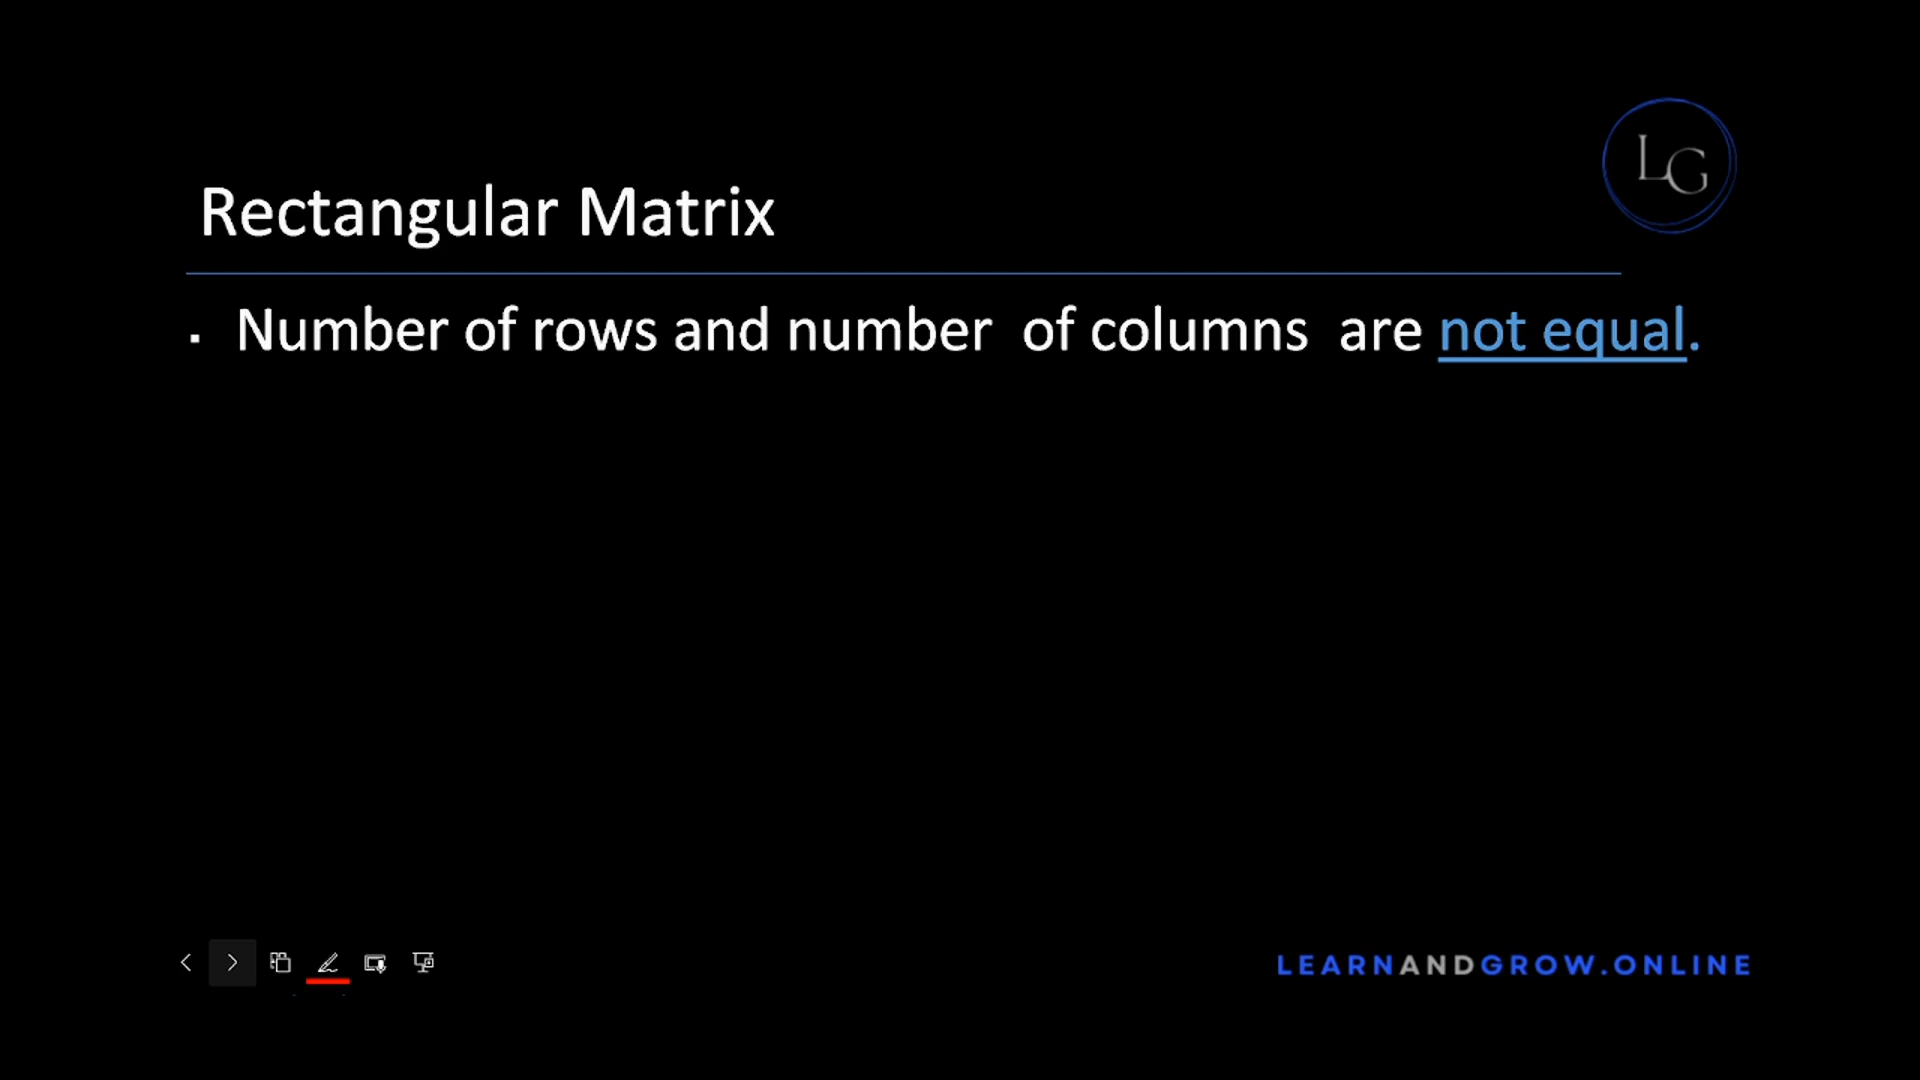 LG
Rectangular Matrix
▪ Number of rows and number  of columns  are not equal.
LEARNANDGROW.ONLINE